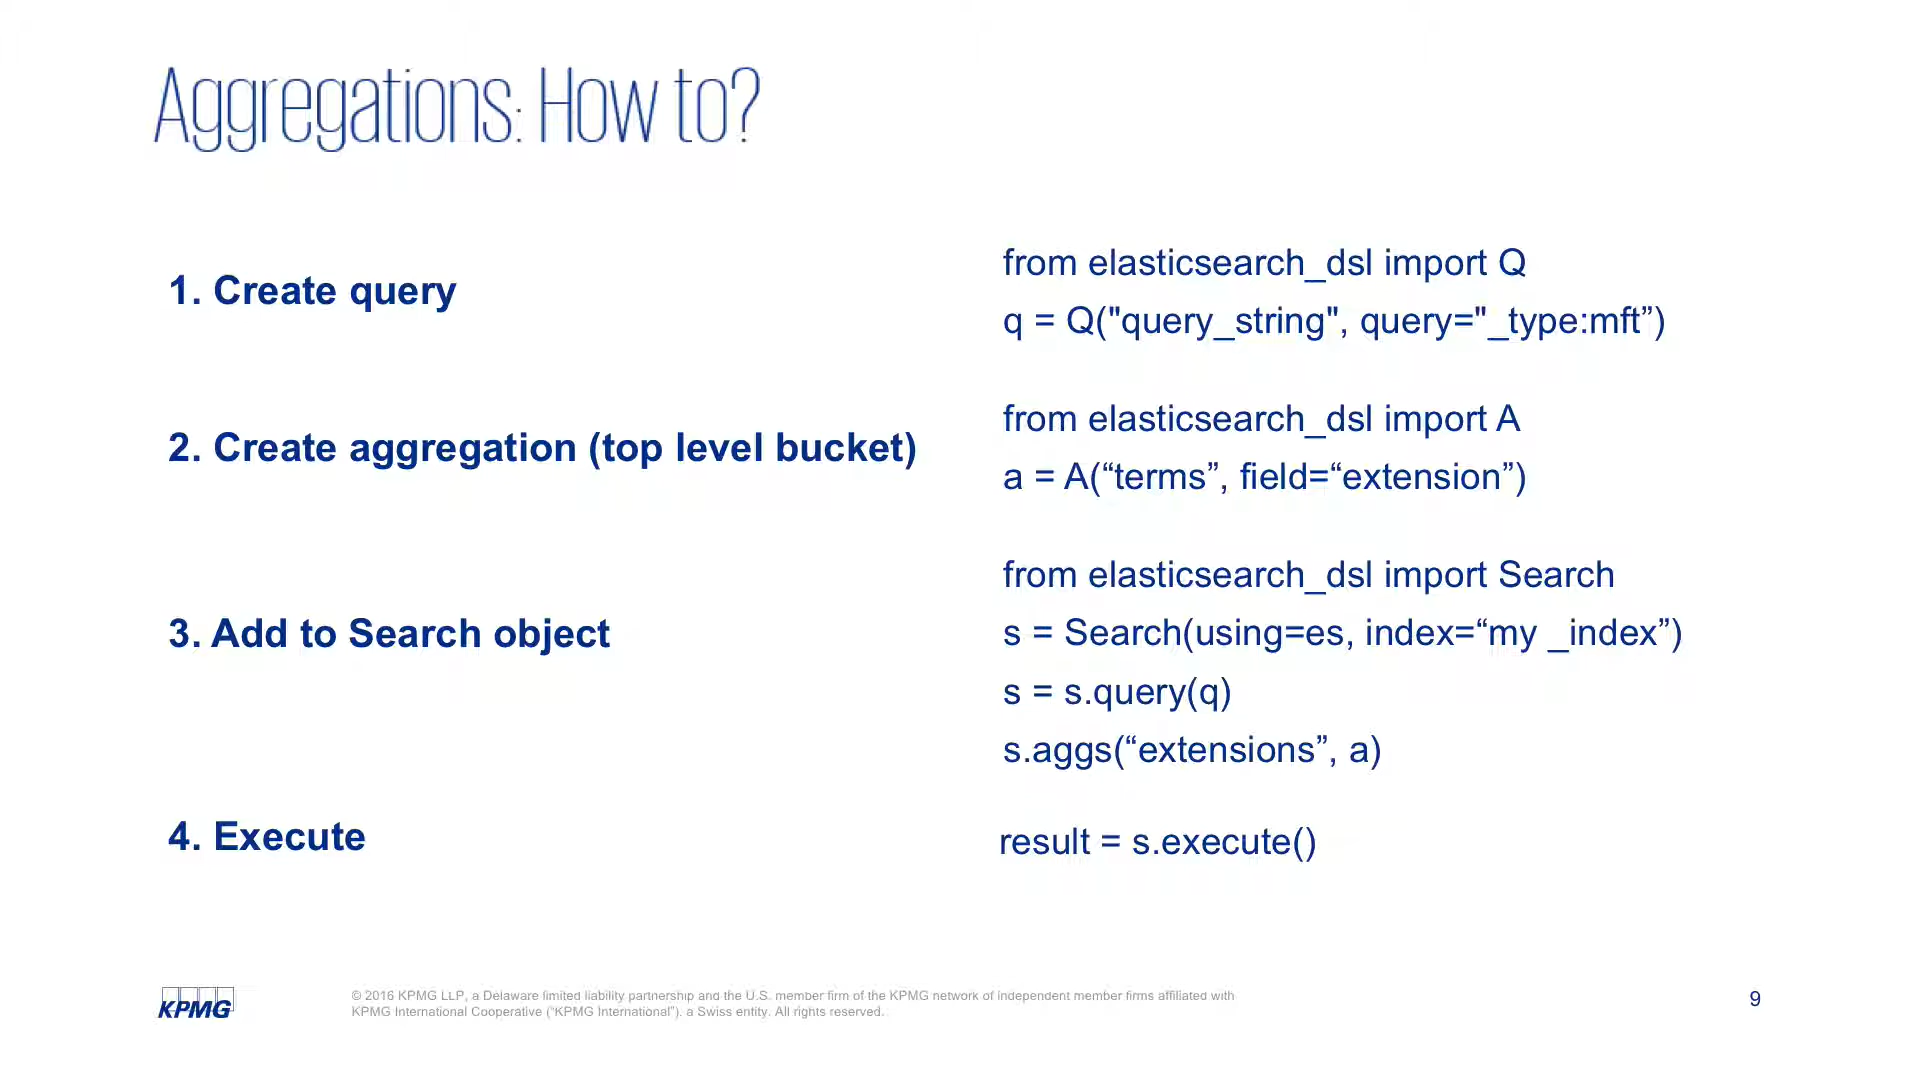 Aggregations: How to?
1. Create query
from elasticsearch_dsl import Q
q = Q("query_string", query="_type:mft”)
2. Create aggregation (top level bucket)
from elasticsearch_dsl import A
a = A(“terms”, field=“extension”)
3. Add to Search object
from elasticsearch_dsl import Search
s = Search(using=es, index=“my _index”)
s = s.query(q)
s.aggs(“extensions”, a)
4. Execute
result = s.execute()
KPMG
© 2016 KPMG LLP, a Delaware limited liability partnership and the U.S. member firm of the KPMG network of independent member firms affiliated with
KPMG International Cooperative (“KPMG International”), a Swiss entity. All rights reserved.
9